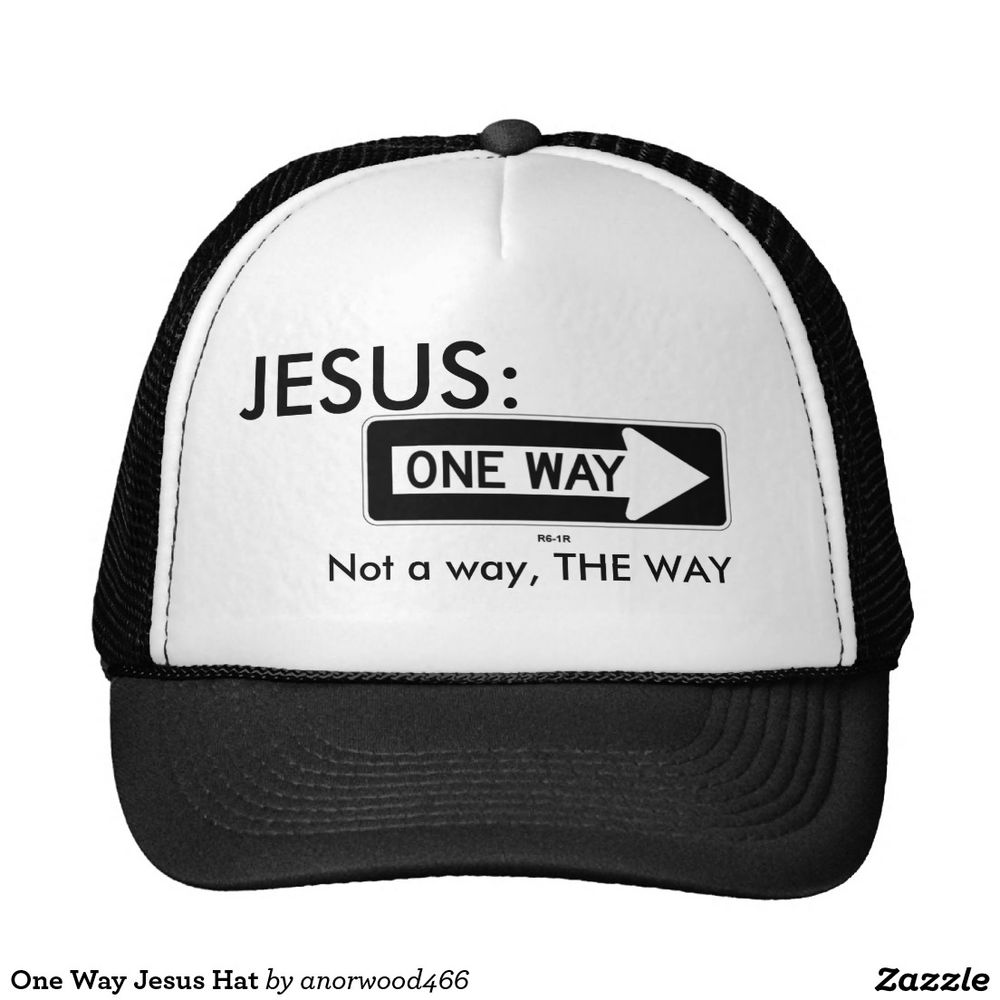 JESUS:
ONE WAY
R6-1R
Not a way, THE WAY
One Way Jesus Hat by anorwood466
Zazzle